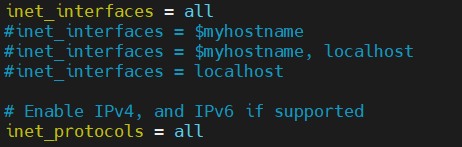 inet_interfaces = all
#inet_interfaces = $myhostname
#inet_interfaces = $myhostname, localhost
#inet_interfaces = localhost

# Enable IPv4, and IPv6 if supported
inet_protocols = all